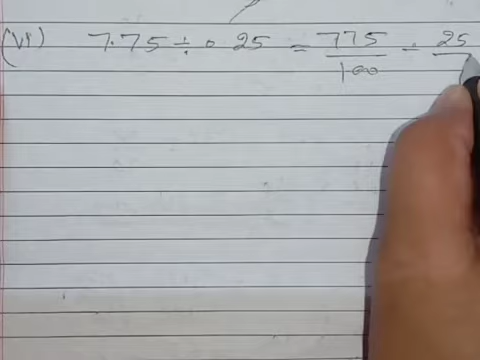 (vi) 7.75 ÷ 0.25 = 775/100 ÷ 25/